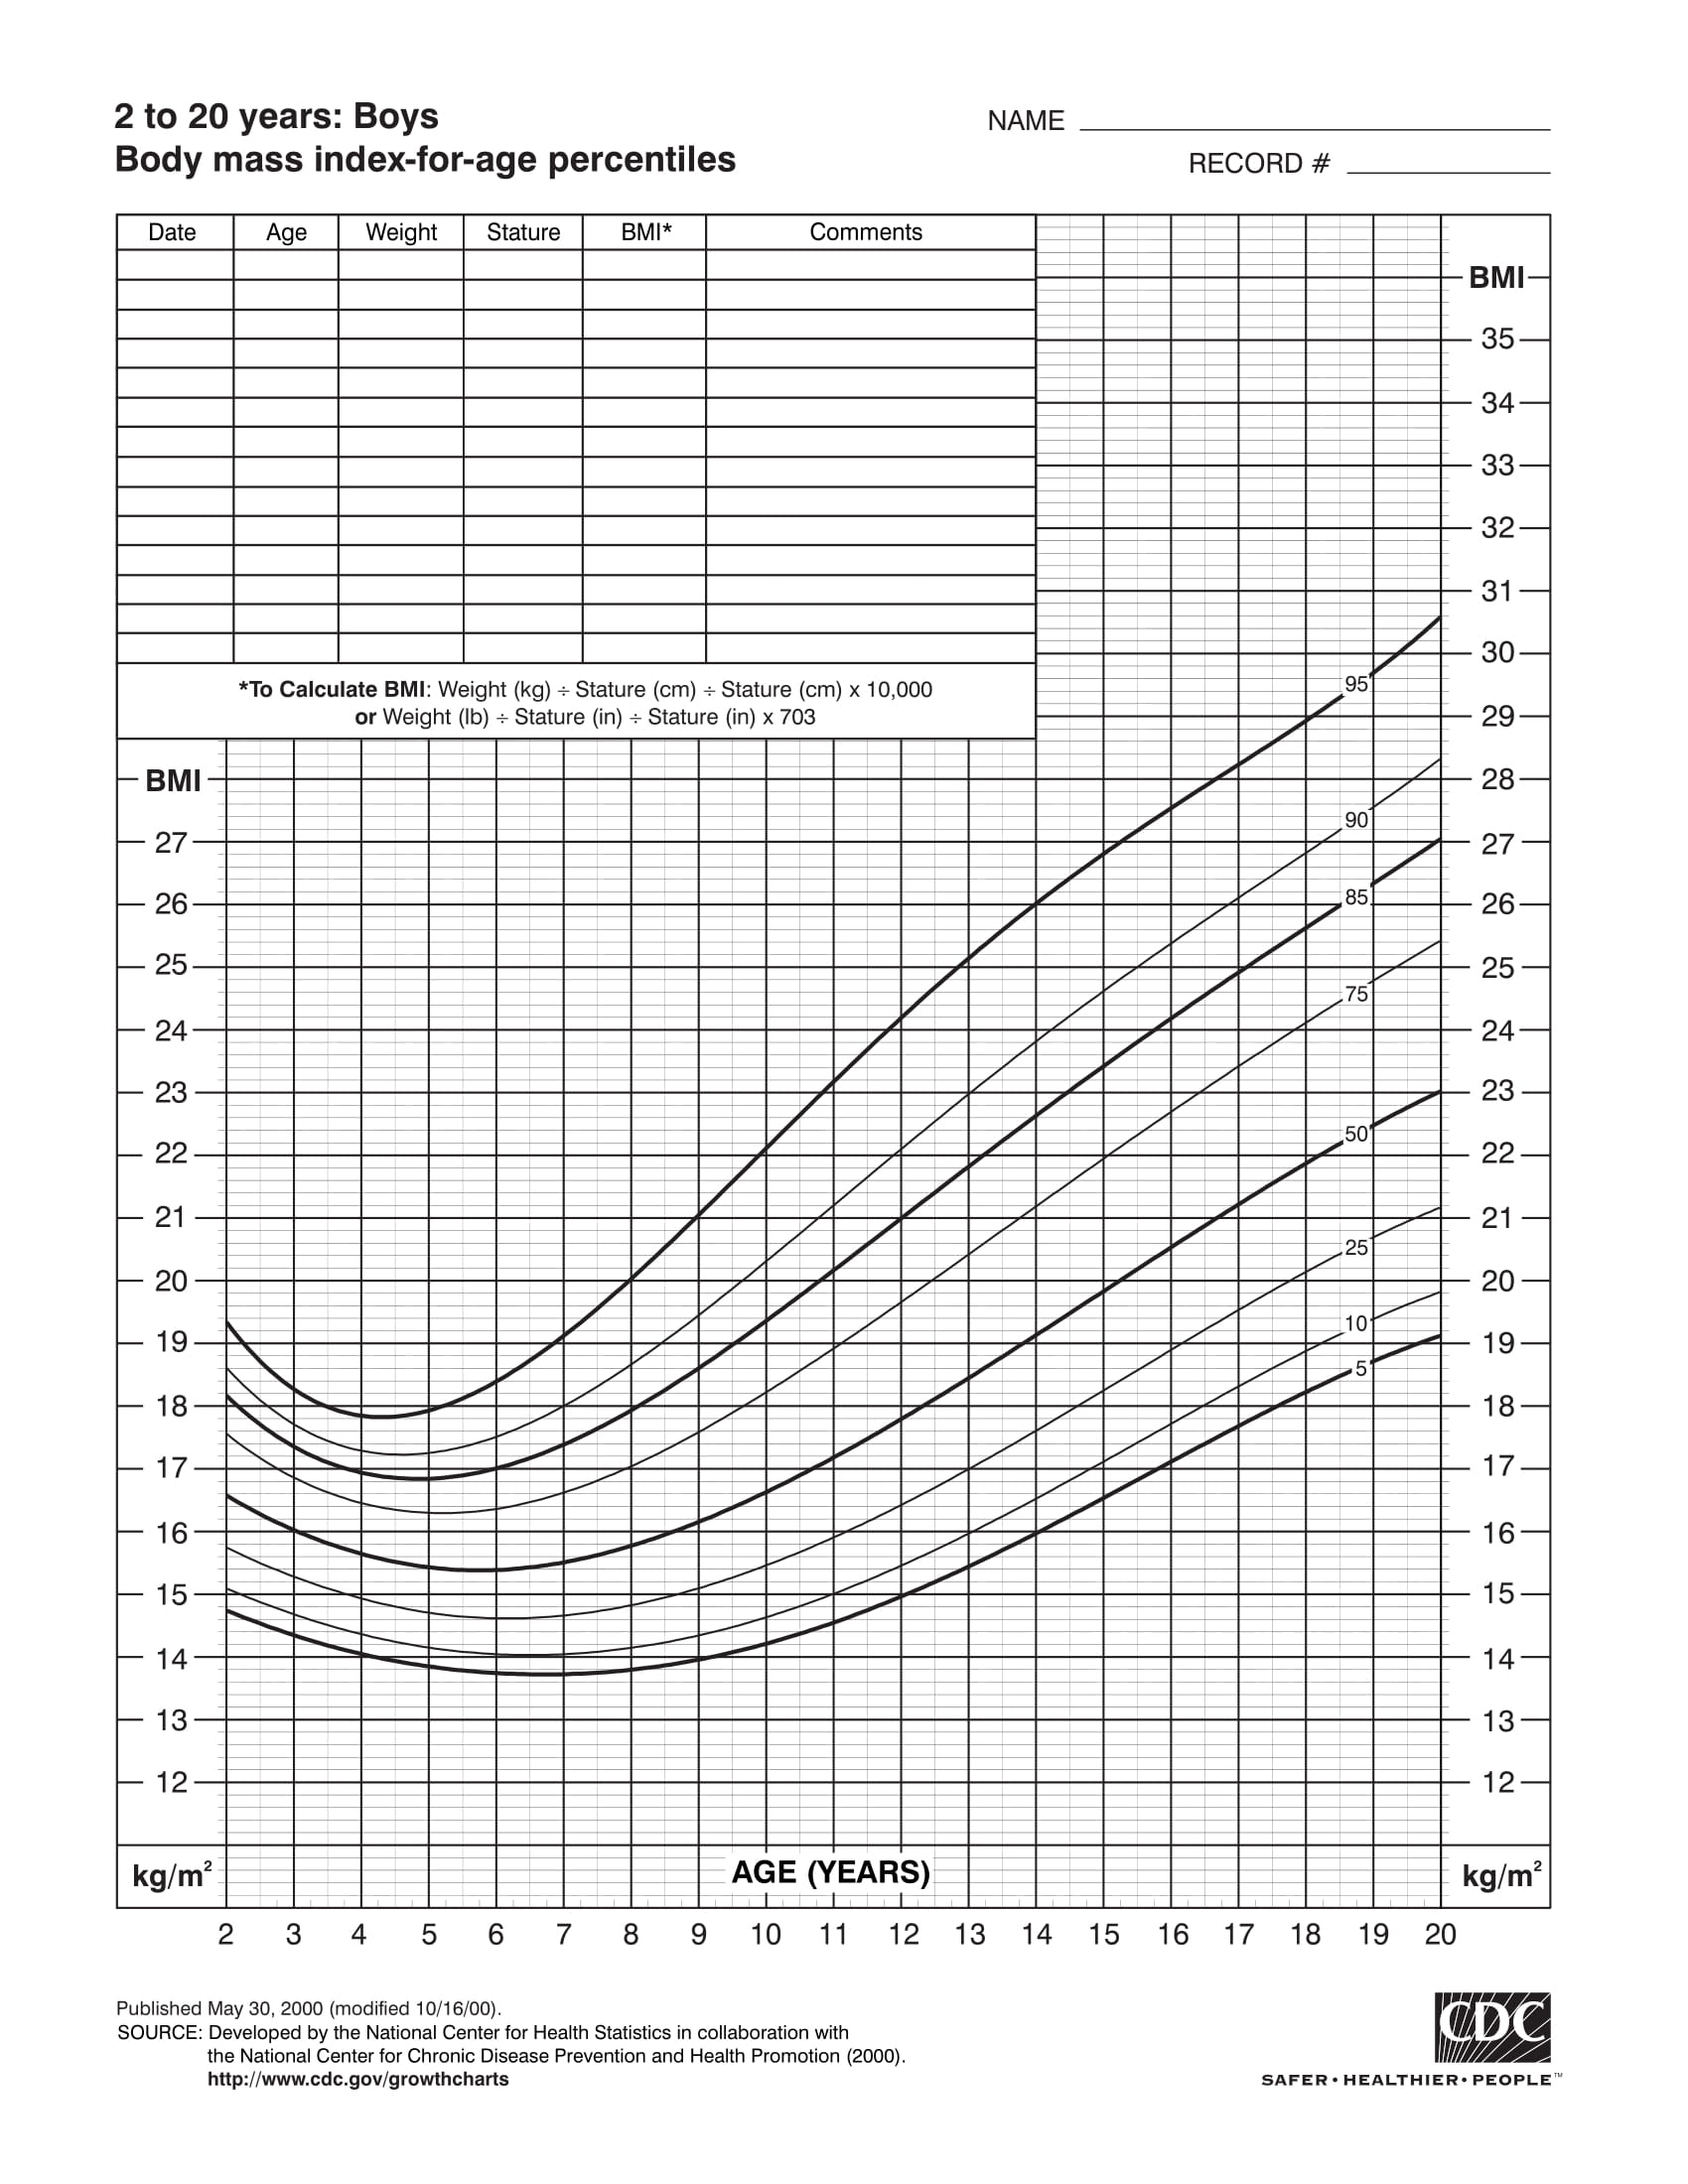 2 to 20 years: Boys
Body mass index-for-age percentiles
NAME
RECORD #
Date Age Weight Stature BMI* Comments
*To Calculate BMI: Weight (kg) ÷ Stature (cm) ÷ Stature (cm) x 10,000
or Weight (lb) ÷ Stature (in) ÷ Stature (in) x 703
BMI
35
34
33
32
31
30
29
28
27
26
25
24
23
22
21
20
19
18
17
16
15
14
13
12
kg/m²
BMI
27
26
25
24
23
22
21
20
19
18
17
16
15
14
13
12
kg/m²
95
90
85
75
50
25
10
5
AGE (YEARS)
2 3 4 5 6 7 8 9 10 11 12 13 14 15 16 17 18 19 20
Published May 30, 2000 (modified 10/16/00).
SOURCE: Developed by the National Center for Health Statistics in collaboration with
the National Center for Chronic Disease Prevention and Health Promotion (2000).
http://www.cdc.gov/growthcharts
CDC
SAFER • HEALTHIER • PEOPLE™